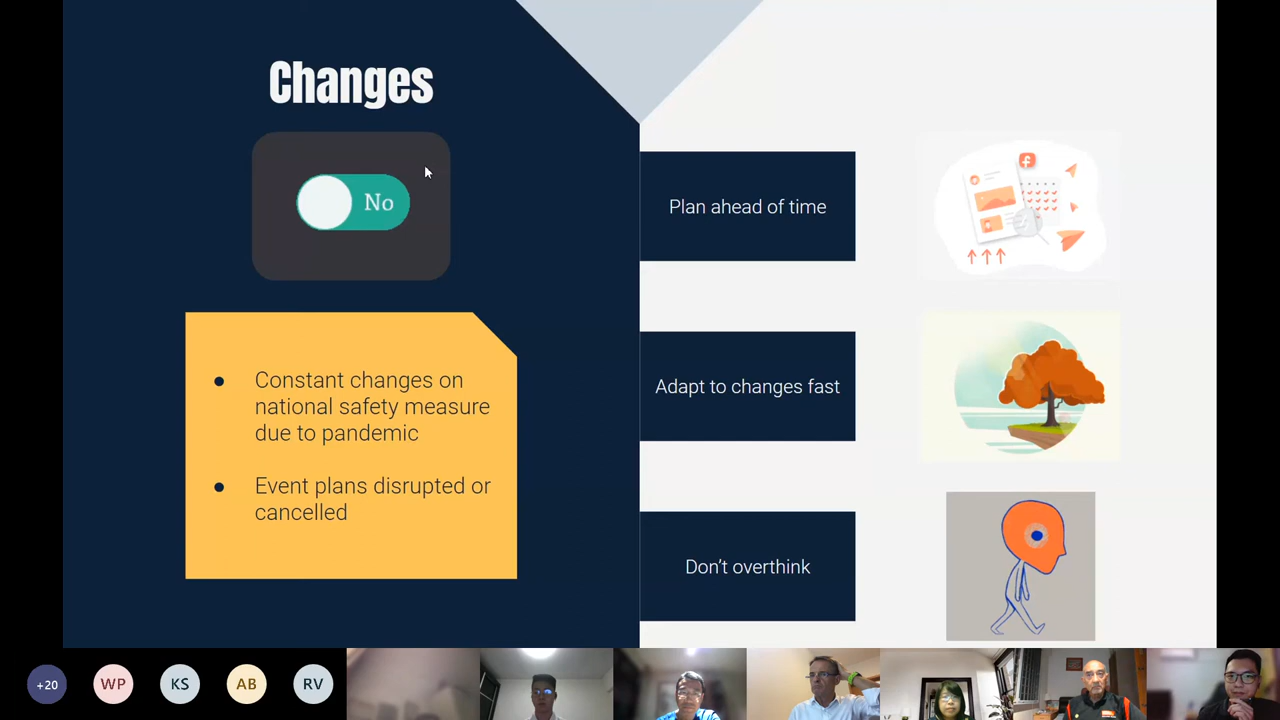 Changes
No
Constant changes on
national safety measure
due to pandemic
Event plans disrupted or
cancelled
Plan ahead of time
Adapt to changes fast
Don’t overthink
+20
WP
KS
AB
RV